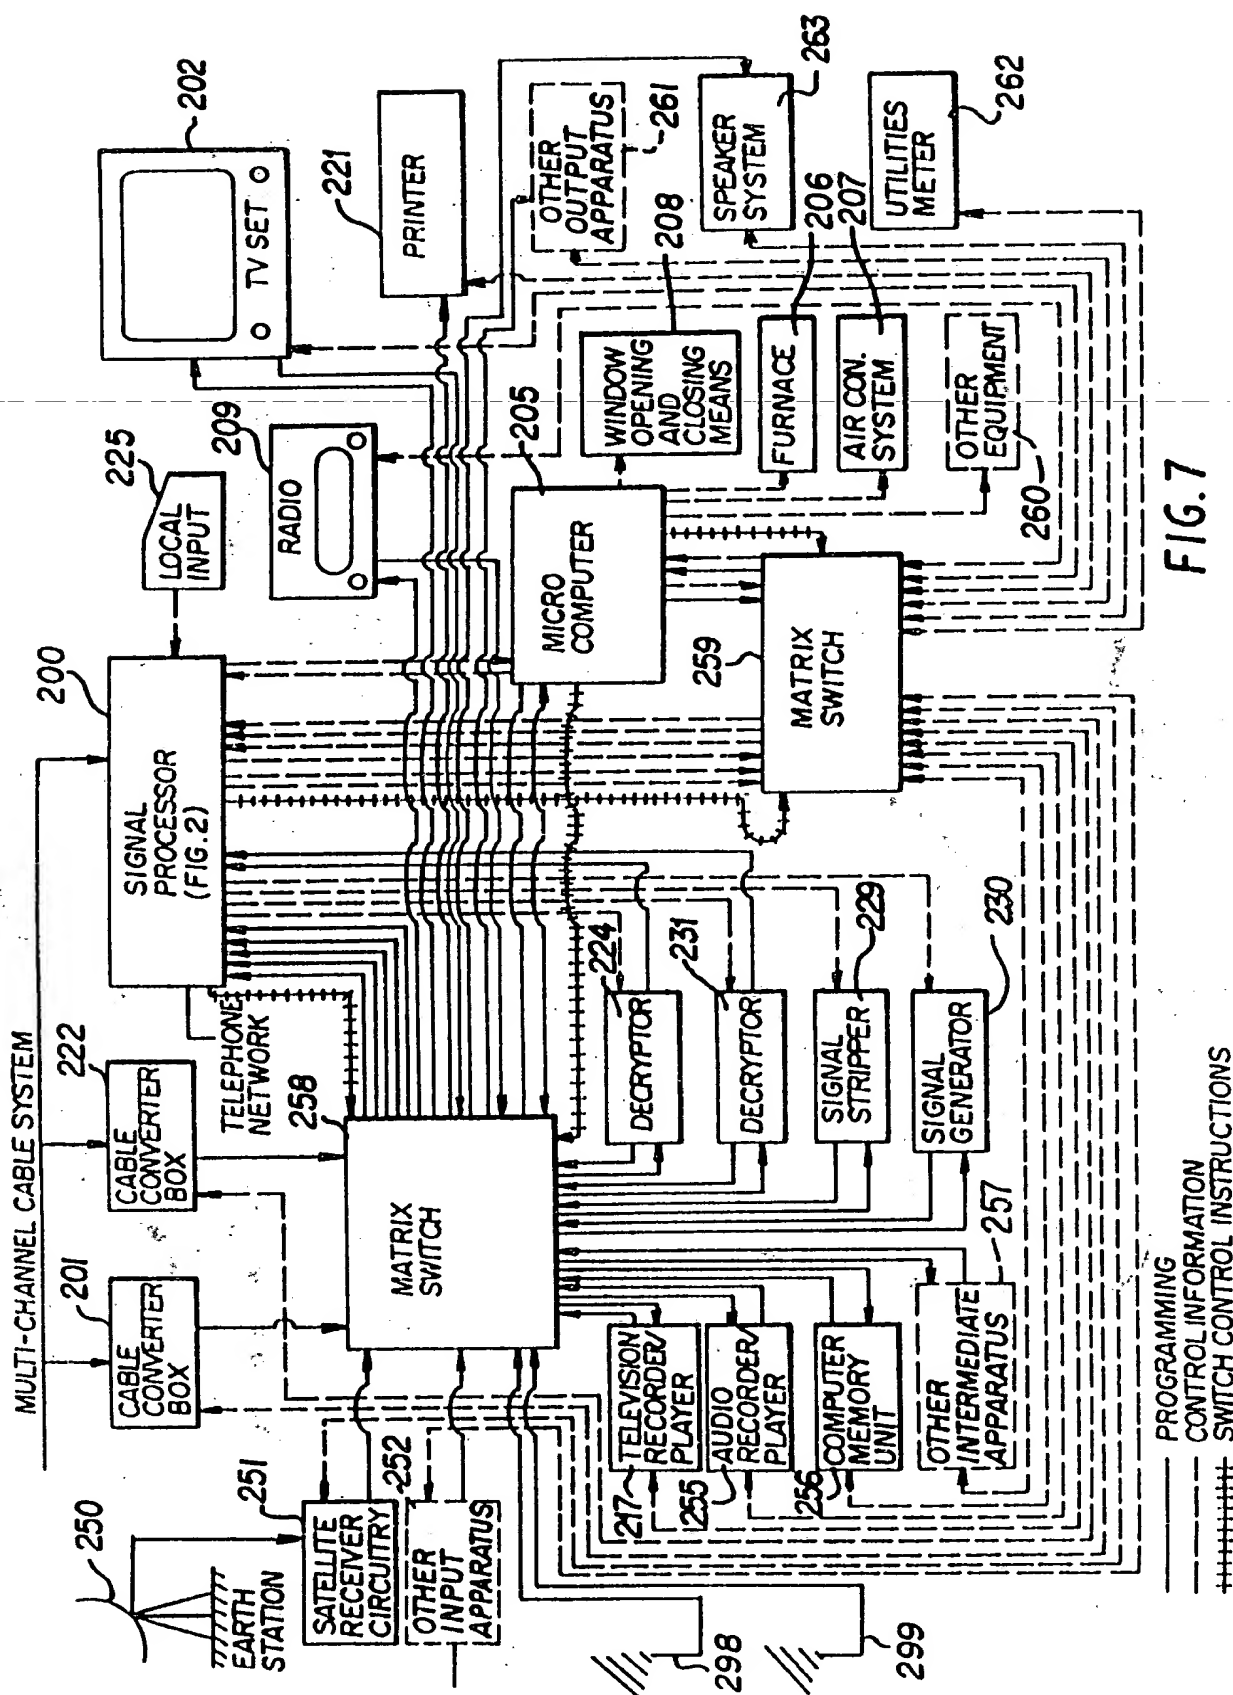 MULTI-CHANNEL CABLE SYSTEM
250
EARTH
STATION
251
SATELLITE
RECEIVER
CIRCUITRY
252
OTHER
INPUT
APPARATUS
298
299
201
CABLE
CONVERTER
BOX
222
CABLE
CONVERTER
BOX
TELEPHONE
NETWORK
258
MATRIX
SWITCH
200
SIGNAL
PROCESSOR
(FIG.2)
225
LOCAL
INPUT
209
RADIO
202
TV SET
221
PRINTER
OTHER
OUTPUT
APPARATUS
261
SPEAKER
SYSTEM
263
UTILITIES
METER
262
205
MICRO
COMPUTER
208
WINDOW
OPENING
AND
CLOSING
MEANS
206
FURNACE
207
AIR CON.
SYSTEM
OTHER
EQUIPMENT
260
259
MATRIX
SWITCH
224
DECRYPTOR
231
DECRYPTOR
229
SIGNAL
STRIPPER
230
SIGNAL
GENERATOR
217
TELEVISION
RECORDER/
PLAYER
255
AUDIO
RECORDER/
PLAYER
256
COMPUTER
MEMORY
UNIT
257
OTHER
INTERMEDIATE
APPARATUS
PROGRAMMING
CONTROL INFORMATION
SWITCH CONTROL INSTRUCTIONS
FIG. 7